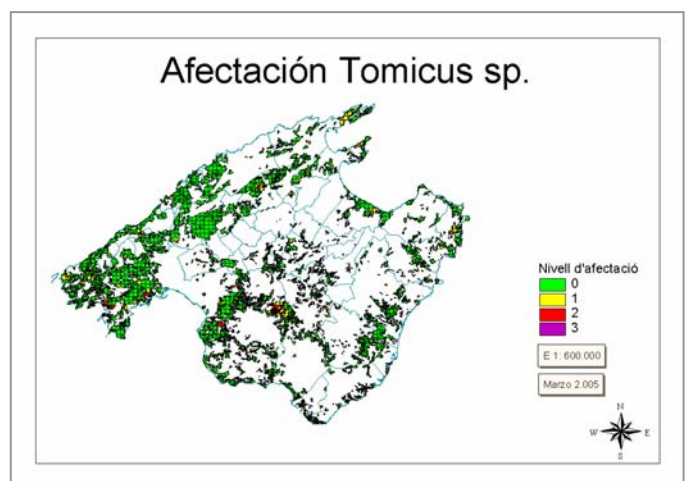 Afectación Tomicus sp.
Nivell d'afectació
0
1
2
3
E 1: 600.000
Marzo 2.005
N
W E
S